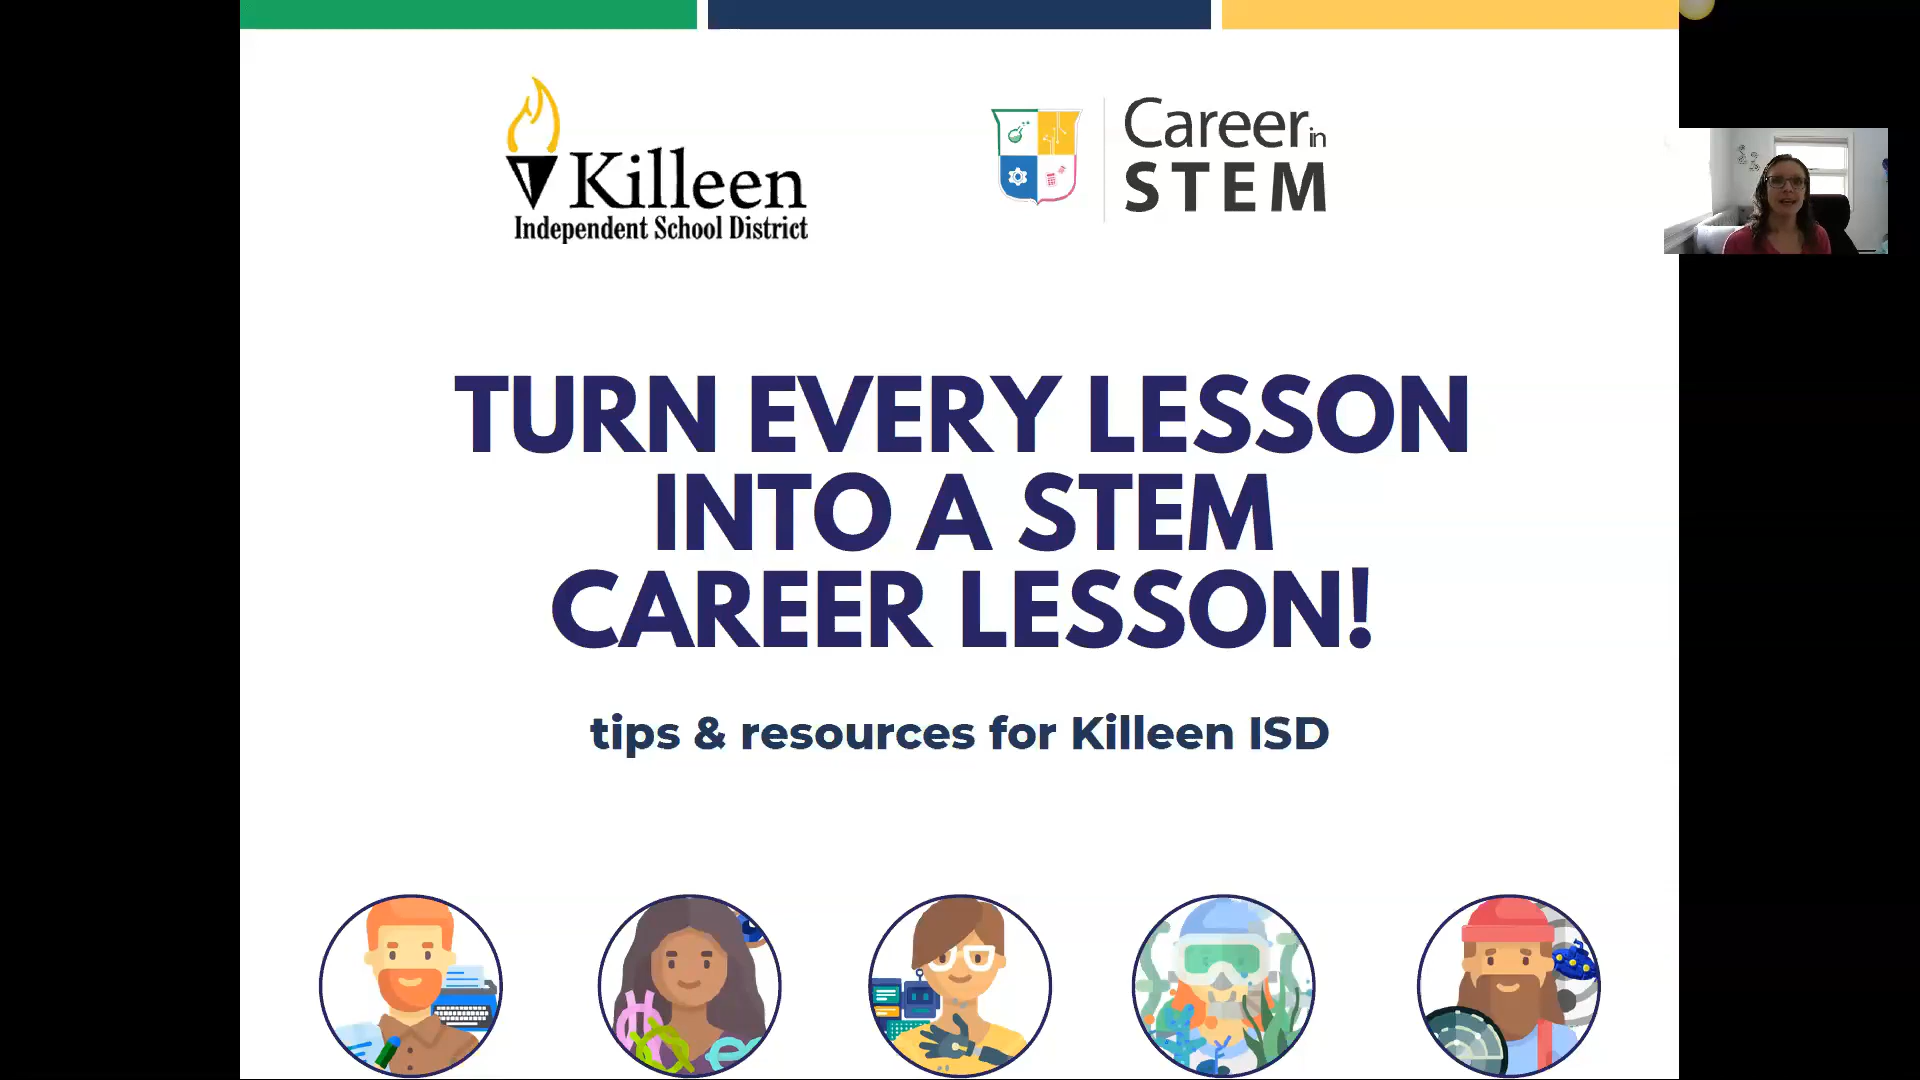 Killeen
Independent School District
Career in
STEM
TURN EVERY LESSON
INTO A STEM
CAREER LESSON!
tips & resources for Killeen ISD